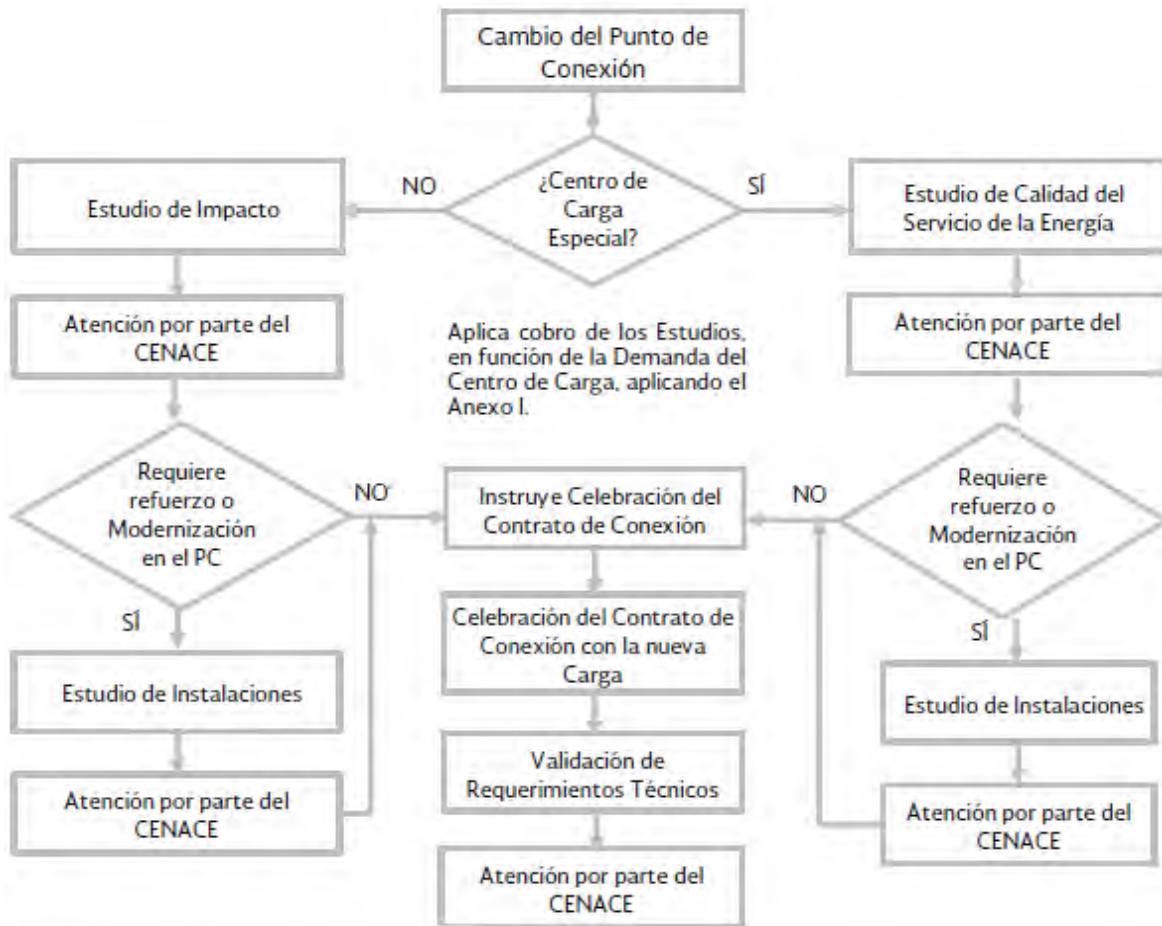 Cambio del Punto de
Conexión
¿Centro de
Carga
Especial?
NO
SÍ
Estudio de Impacto
Estudio de Calidad del
Servicio de la Energía
Atención por parte del
CENACE
Aplica cobro de los Estudios,
en función de la Demanda del
Centro de Carga, aplicando el
Anexo I.
Atención por parte del
CENACE
Requiere
refuerzo o
Modernización
en el PC
NO
SÍ
Instruye Celebración del
Contrato de Conexión
NO
Requiere
refuerzo o
Modernización
en el PC
SÍ
Estudio de Instalaciones
Celebración del Contrato de
Conexión con la nueva
Carga
Estudio de Instalaciones
Atención por parte del
CENACE
Validación de
Requerimientos Técnicos
Atención por parte del
CENACE
Atención por parte del
CENACE